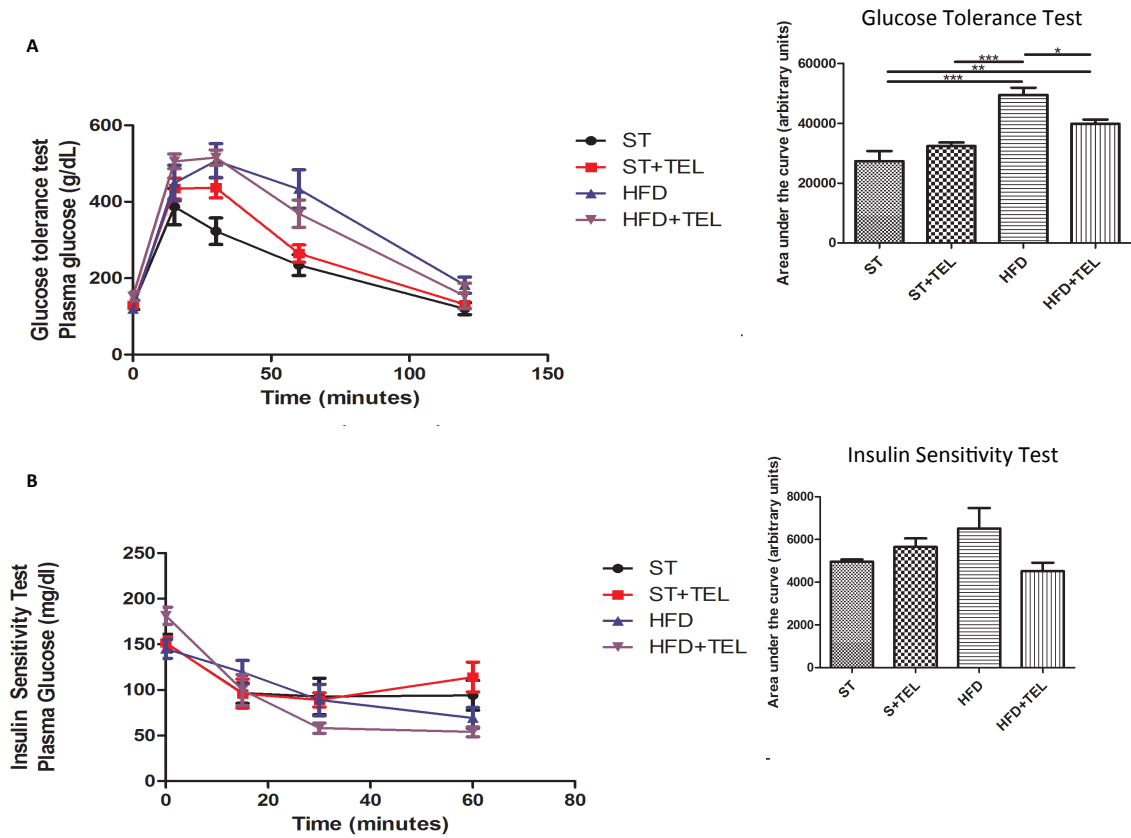 A
Glucose tolerance test
Plasma glucose (g/dL)
600
400
200
0
0
50
100
150
Time (minutes)
ST
ST+TEL
HFD
HFD+TEL
Glucose Tolerance Test
Area under the curve (arbitrary units)
60000
40000
20000
0
***
*
**
***
ST
ST+TEL
HFD
HFD+TEL
B
Insulin Sensitivity Test
Plasma Glucose (mg/dl)
250
200
150
100
50
0
0
20
40
60
80
Time (minutes)
ST
ST+TEL
HFD
HFD+TEL
Insulin Sensitivity Test
Area under the curve (arbitrary units)
8000
6000
4000
2000
0
ST
S+TEL
HFD
HFD+TEL